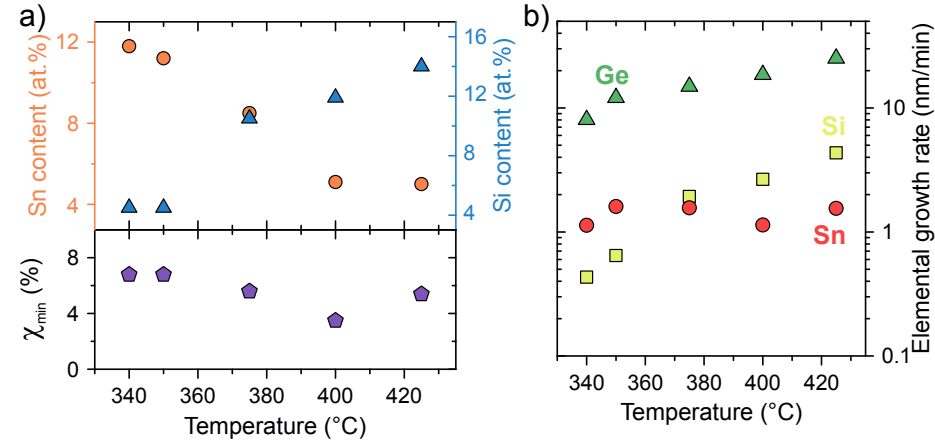 a)
Sn content (at.%)
12
8
4
16
12
8
4
Si content (at.%)
χmin (%)
8
4
0
340 360 380 400 420
Temperature (°C)
b)
Ge
Si
Sn
10
1
0.1
Elemental growth rate (nm/min)
340 360 380 400 420
Temperature (°C)